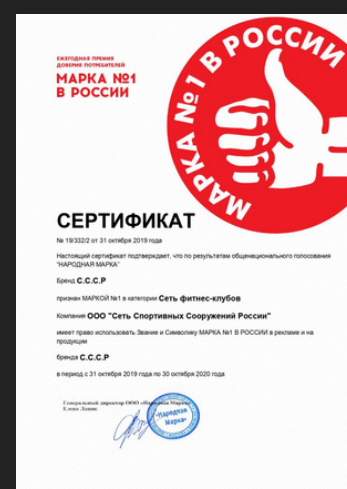 МАРКА №1 В РОССИИ
ЕЖЕГОДНАЯ ПРЕМИЯ
ДОВЕРИЯ ПОТРЕБИТЕЛЕЙ
МАРКА №1
В РОССИИ
СЕРТИФИКАТ
№ 19/332/2 от 31 октября 2019 года
Настоящий сертификат подтверждает, что по результатам общенационального голосования
"НАРОДНАЯ МАРКА"
Бренд С.С.С.Р
признан МАРКОЙ №1 в категории Сеть фитнес-клубов
Компания ООО "Сеть Спортивных Сооружений России"
имеет право использовать Звание и Символику МАРКА №1 В РОССИИ в рекламе и на
продукции
бренда С.С.С.Р
в период с 31 октября 2019 года по 30 октября 2020 года
Генеральный директор ООО «Народная Марка»
Елена
«Народная
Марка»